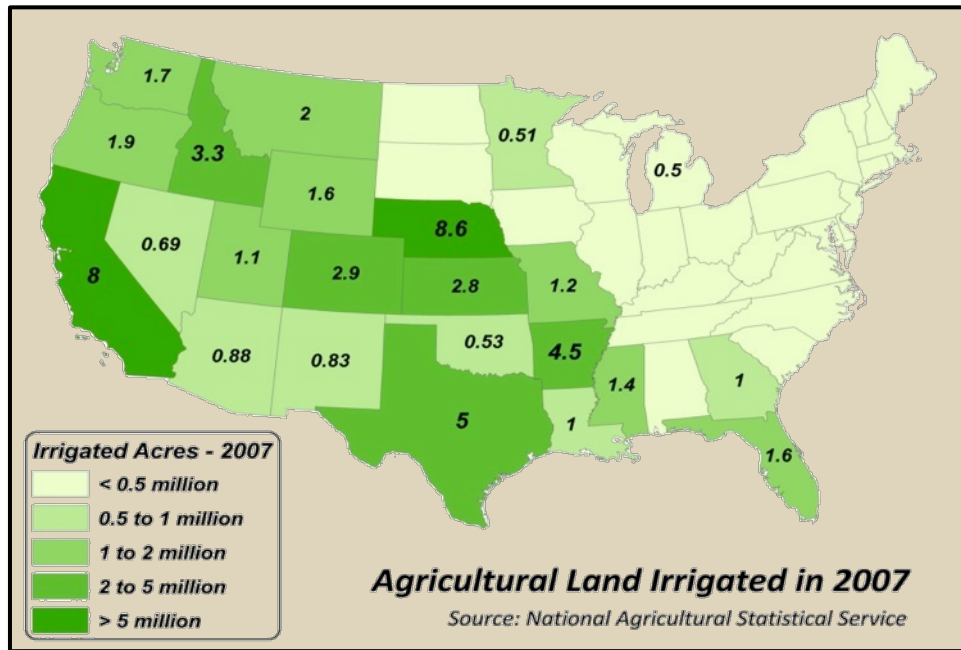 1.7
2
0.51
1.9
3.3
0.5
1.6
8.6
0.69
1.1
2.9
2.8
1.2
8
0.88
0.83
0.53
4.5
1.4
1
5
1
1.6
Irrigated Acres - 2007
< 0.5 million
0.5 to 1 million
1 to 2 million
2 to 5 million
> 5 million
Agricultural Land Irrigated in 2007
Source: National Agricultural Statistical Service